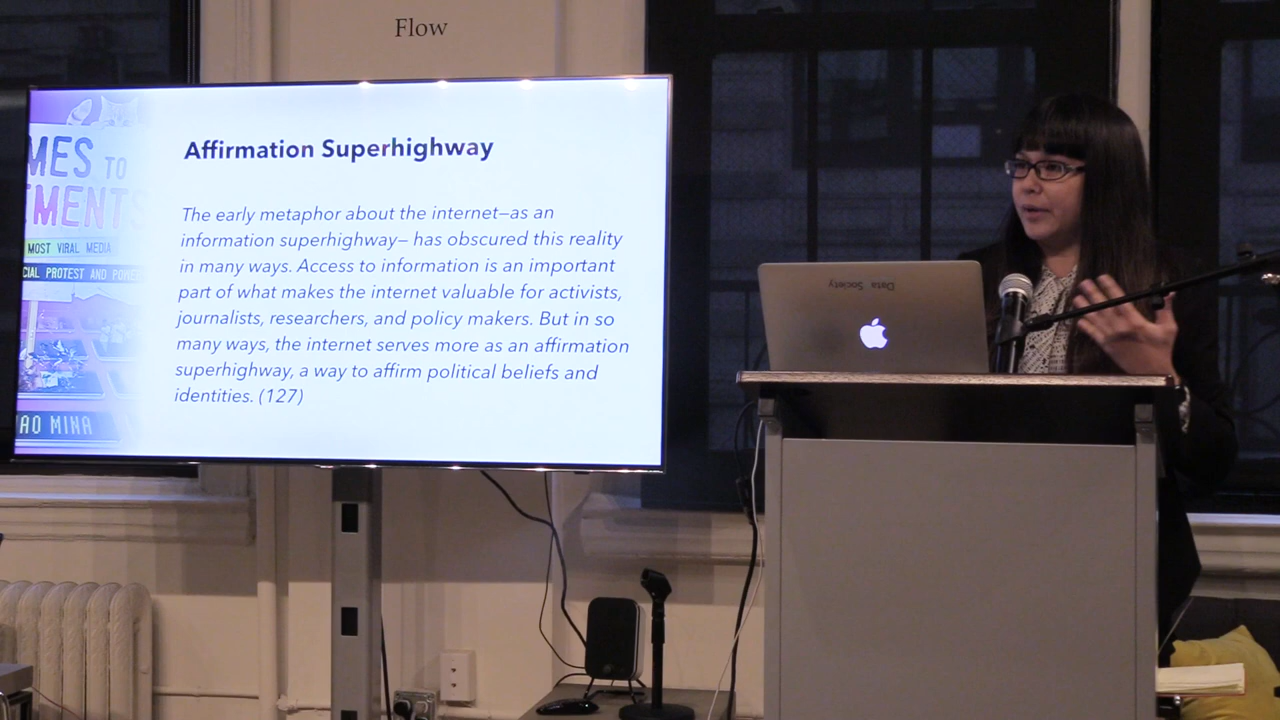 Flow
MES TO
MENTS
MOST VIRAL MEDIA
CIAL PROTEST AND POWER
AO MINA
Affirmation Superhighway
The early metaphor about the internet—as an
information superhighway— has obscured this reality
in many ways. Access to information is an important
part of what makes the internet valuable for activists,
journalists, researchers, and policy makers. But in so
many ways, the internet serves more as an affirmation
superhighway, a way to affirm political beliefs and
identities. (127)
Data Society